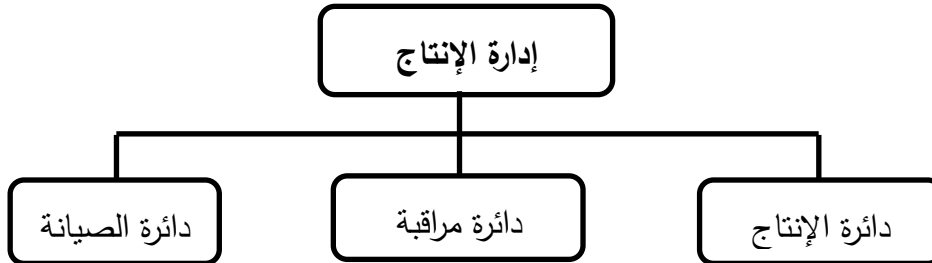 إدارة الإنتاج
دائرة الإنتاج
دائرة مراقبة
دائرة الصيانة